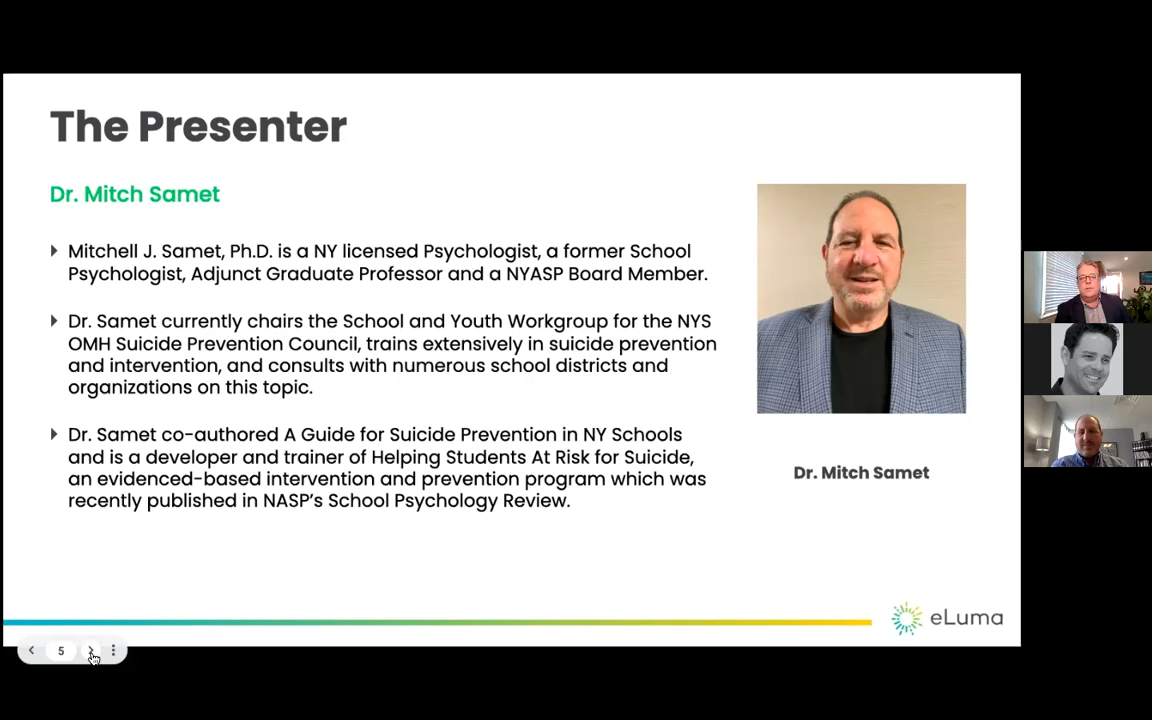 The Presenter
Dr. Mitch Samet
Mitchell J. Samet, Ph.D. is a NY licensed Psychologist, a former School
Psychologist, Adjunct Graduate Professor and a NYASP Board Member.
Dr. Samet currently chairs the School and Youth Workgroup for the NYS
OMH Suicide Prevention Council, trains extensively in suicide prevention
and intervention, and consults with numerous school districts and
organizations on this topic.
Dr. Samet co-authored A Guide for Suicide Prevention in NY Schools
and is a developer and trainer of Helping Students At Risk for Suicide,
an evidenced-based intervention and prevention program which was
recently published in NASP’s School Psychology Review.
Dr. Mitch Samet
eLuma
5